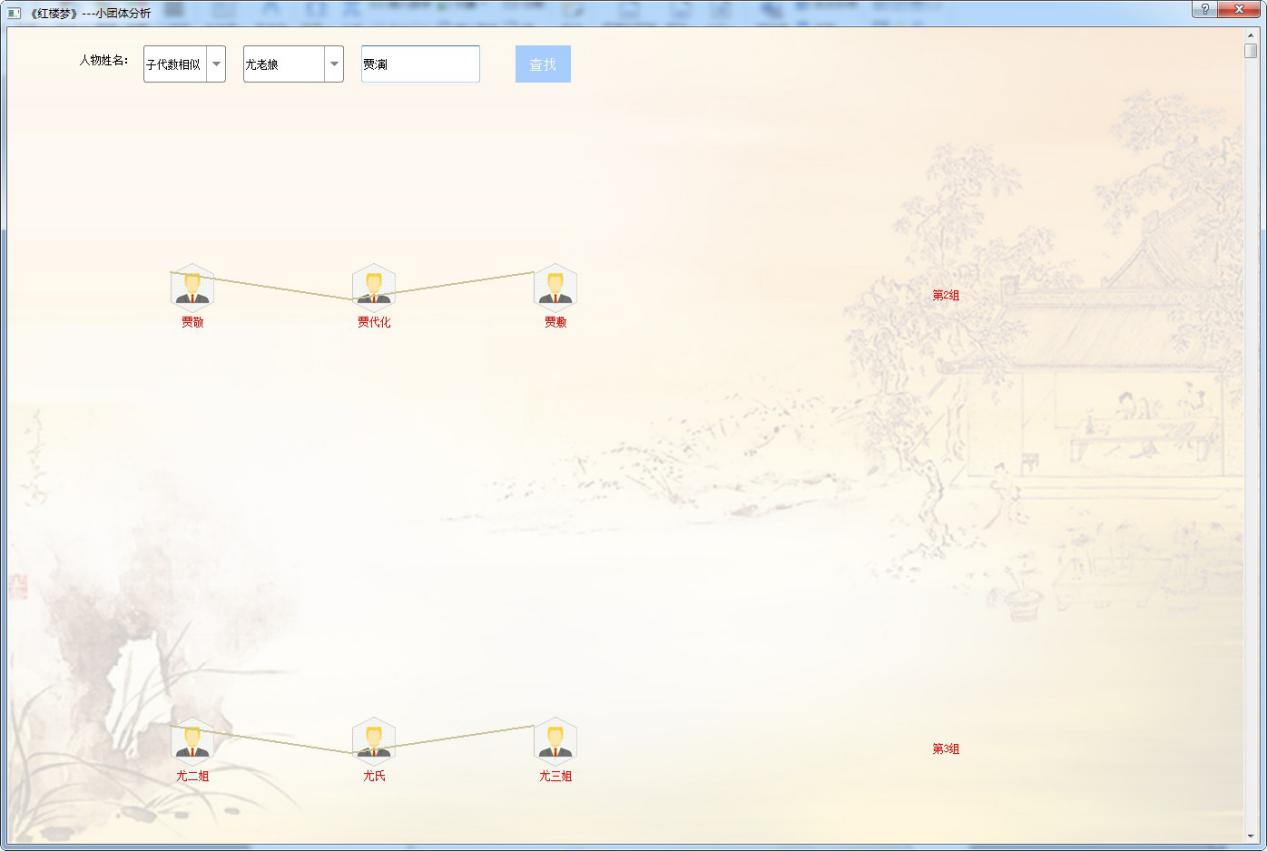 《红楼梦》---小团体分析
人物姓名: 子代数相似 尤老娘 贾演 查找
第2组
贾敬 贾代化 贾敷
第3组
尤二姐 尤氏 尤三姐